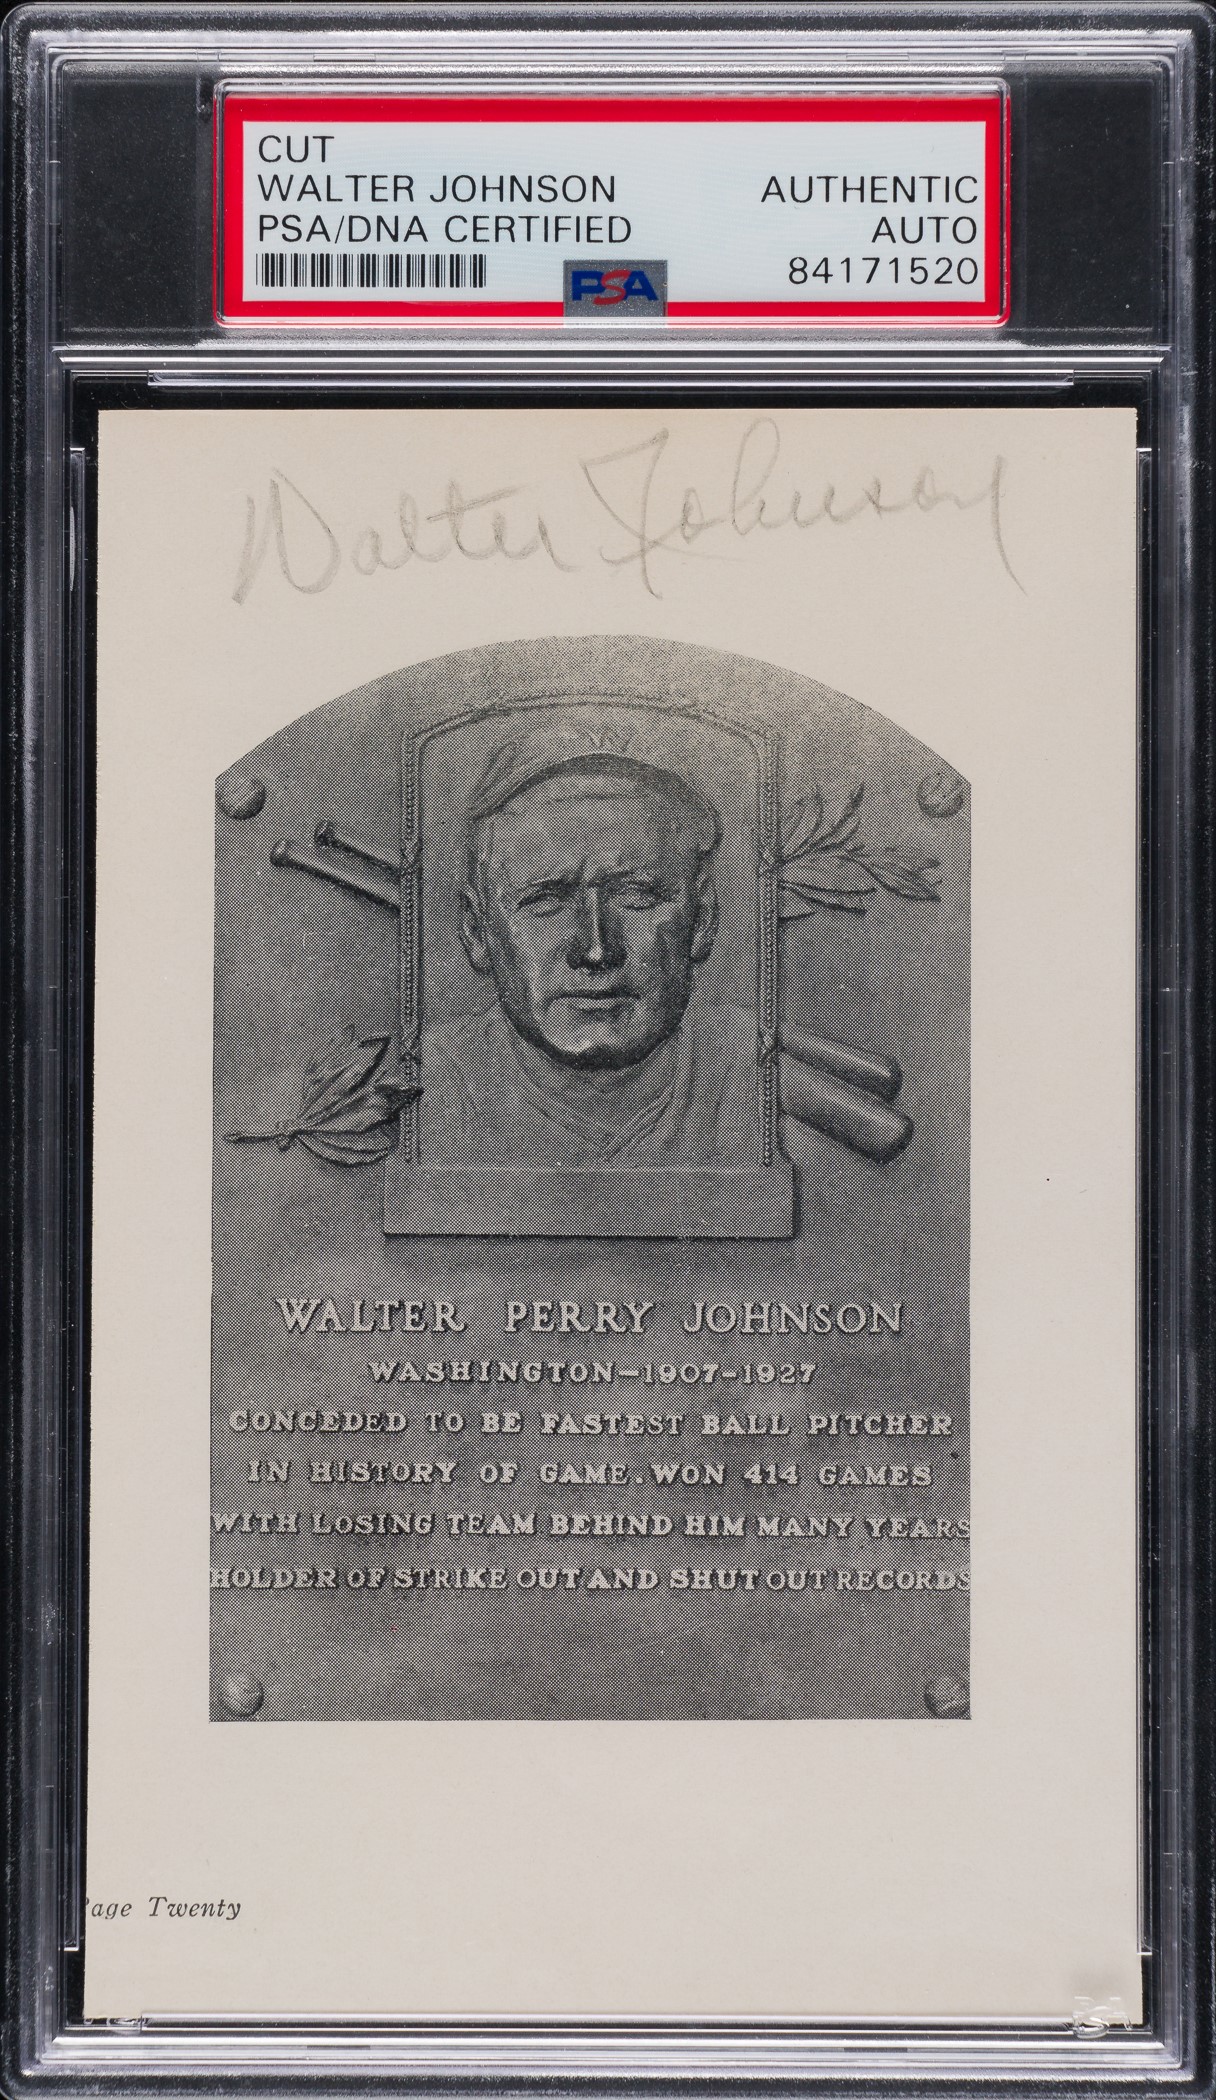 CUT
WALTER JOHNSON
PSA/DNA CERTIFIED
AUTHENTIC
AUTO
84171520
PSA
Walter Johnson
W
WALTER PERRY JOHNSON
WASHINGTON-1907-1927
CONCEDED TO BE FASTEST BALL PITCHER
IN HISTORY OF GAME. WON 414 GAMES
WITH LOSING TEAM BEHIND HIM MANY YEARS
HOLDER OF STRIKE OUT AND SHUT OUT RECORDS
Page Twenty
PSA